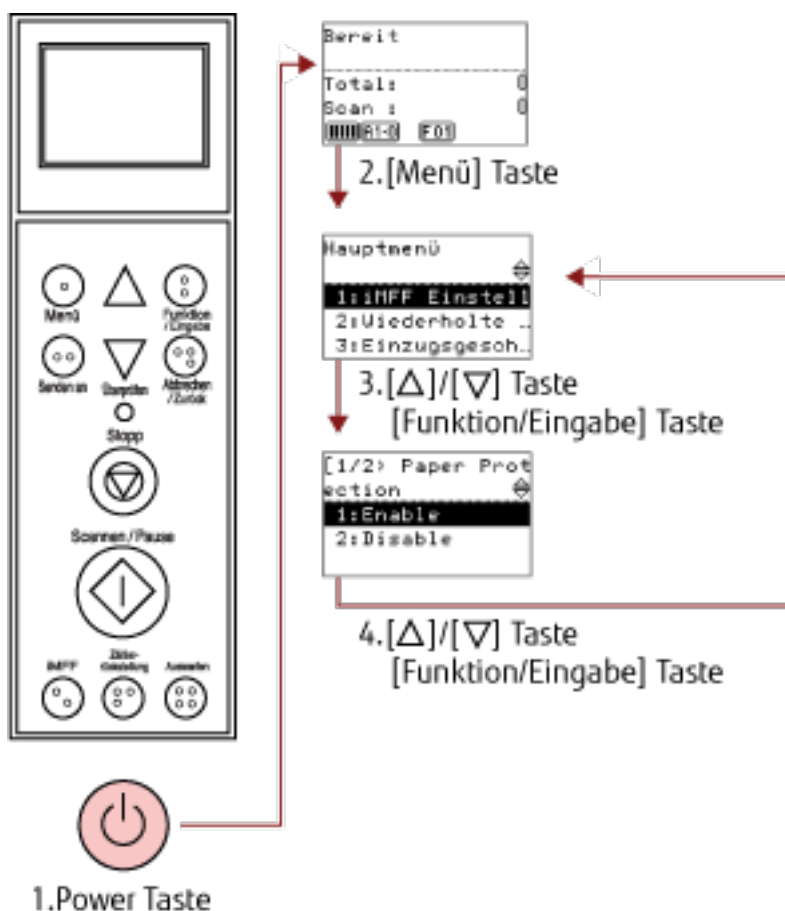 Menü
Funktion
/Eingabe
Senden an
Überprüfen
Abbrechen
/Zurück
Stopp
Scannen / Pause
iMFF
Zähler-
Ausweifen
1.Power Taste
Bereit
Total: 0
Scan : 0
A1-0 F01
2.[Menü] Taste
Hauptmenü
1:iMFF Einstell
2:Wiederholte ..
3:Einzugsgesch..
3.[△]/[▽] Taste
[Funktion/Eingabe] Taste
[1/2> Paper Prot
ection
1:Enable
2:Disable
4.[△]/[▽] Taste
[Funktion/Eingabe] Taste